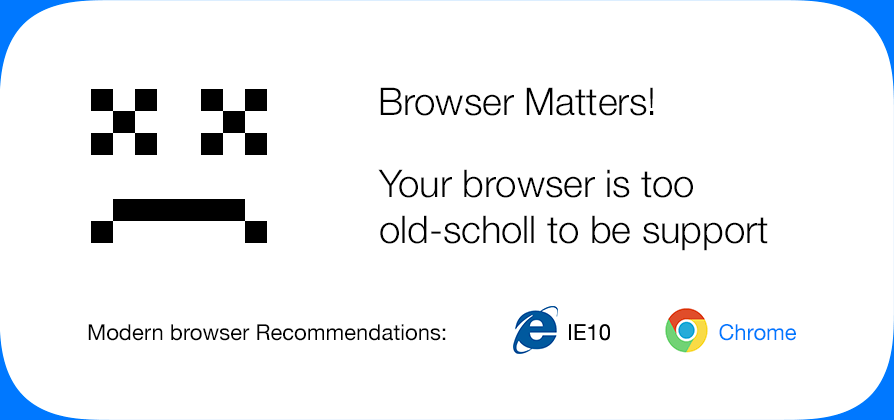 Browser Matters!
Your browser is too
old-scholl to be support
Modern browser Recommendations: IE10 Chrome